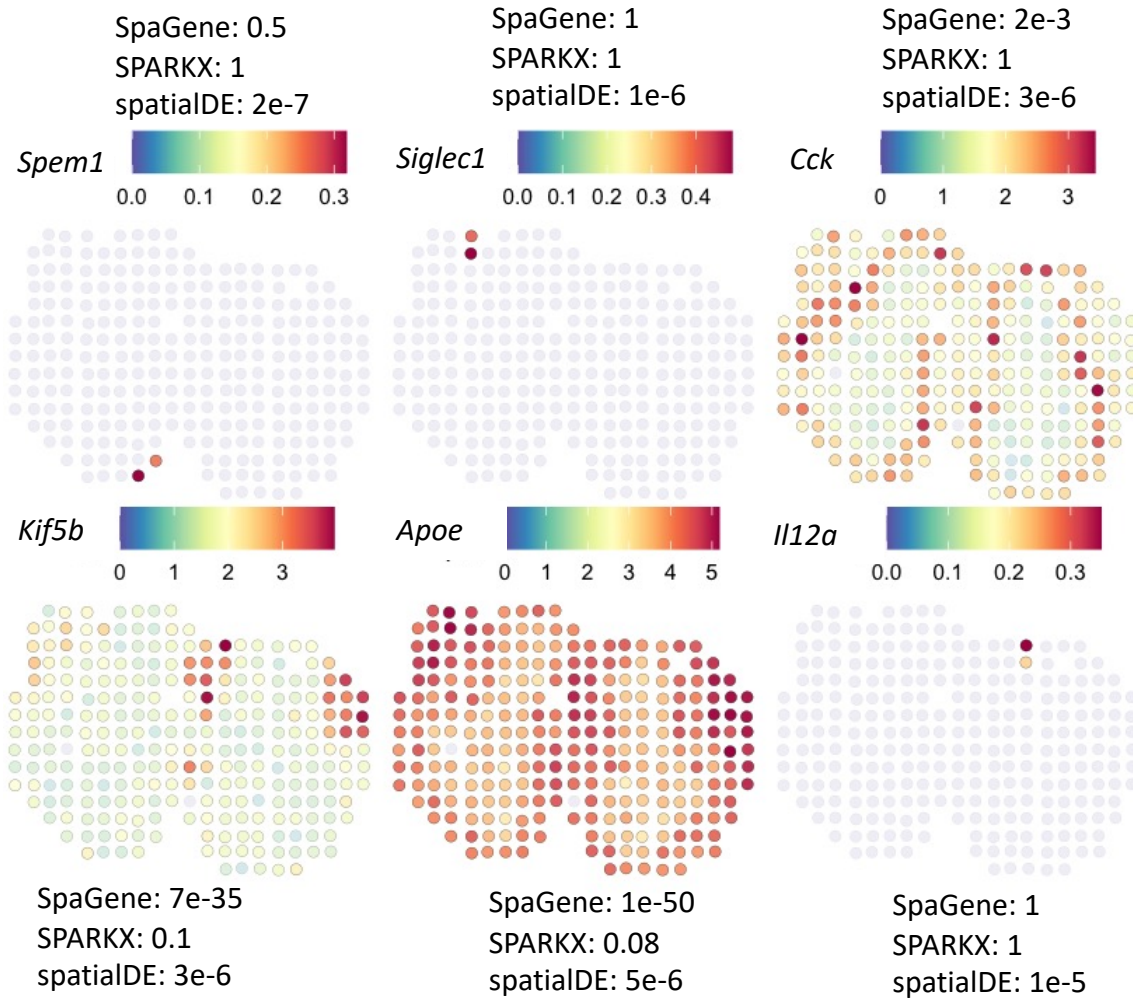 SpaGene: 0.5
SPARKX: 1
spatialDE: 2e-7
Spem1
0.0 0.1 0.2 0.3
SpaGene: 1
SPARKX: 1
spatialDE: 1e-6
Siglec1
0.0 0.1 0.2 0.3 0.4
SpaGene: 2e-3
SPARKX: 1
spatialDE: 3e-6
Cck
0 1 2 3
Kif5b
0 1 2 3
SpaGene: 7e-35
SPARKX: 0.1
spatialDE: 3e-6
Apoe
0 1 2 3 4 5
SpaGene: 1e-50
SPARKX: 0.08
spatialDE: 5e-6
Il12a
0.0 0.1 0.2 0.3
SpaGene: 1
SPARKX: 1
spatialDE: 1e-5